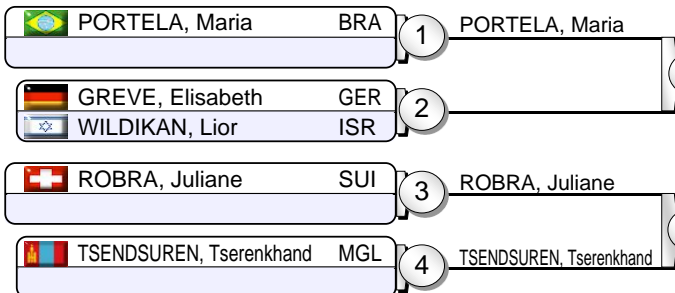 PORTELA, Maria BRA 1 PORTELA, Maria
GREVE, Elisabeth GER
2
WILDIKAN, Lior ISR
ROBRA, Juliane SUI 3 ROBRA, Juliane
TSENDSUREN, Tserenkhand MGL 4 TSENDSUREN, Tserenkhand